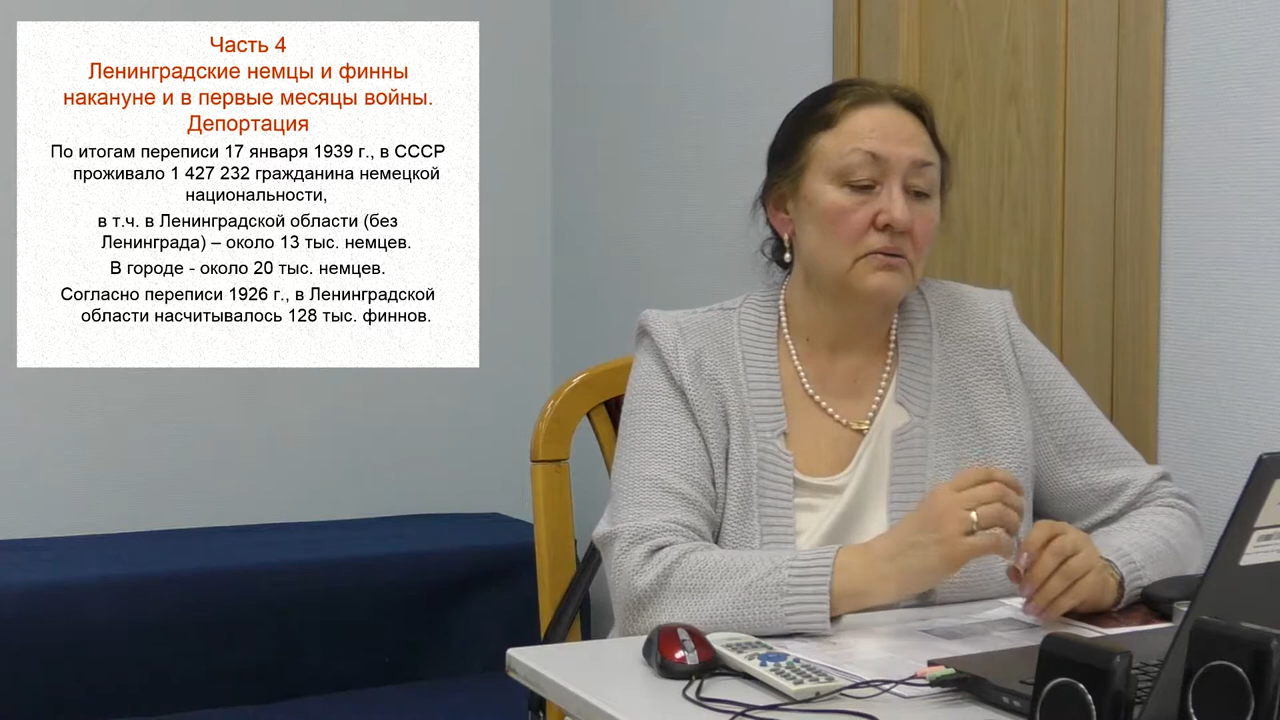 Часть 4
Ленинградские немцы и финны
накануне и в первые месяцы войны.
Депортация
По итогам переписи 17 января 1939 г., в СССР
проживало 1 427 232 гражданина немецкой
национальности,
в т.ч. в Ленинградской области (без
Ленинграда) – около 13 тыс. немцев.
В городе - около 20 тыс. немцев.
Согласно переписи 1926 г., в Ленинградской
области насчитывалось 128 тыс. финнов.